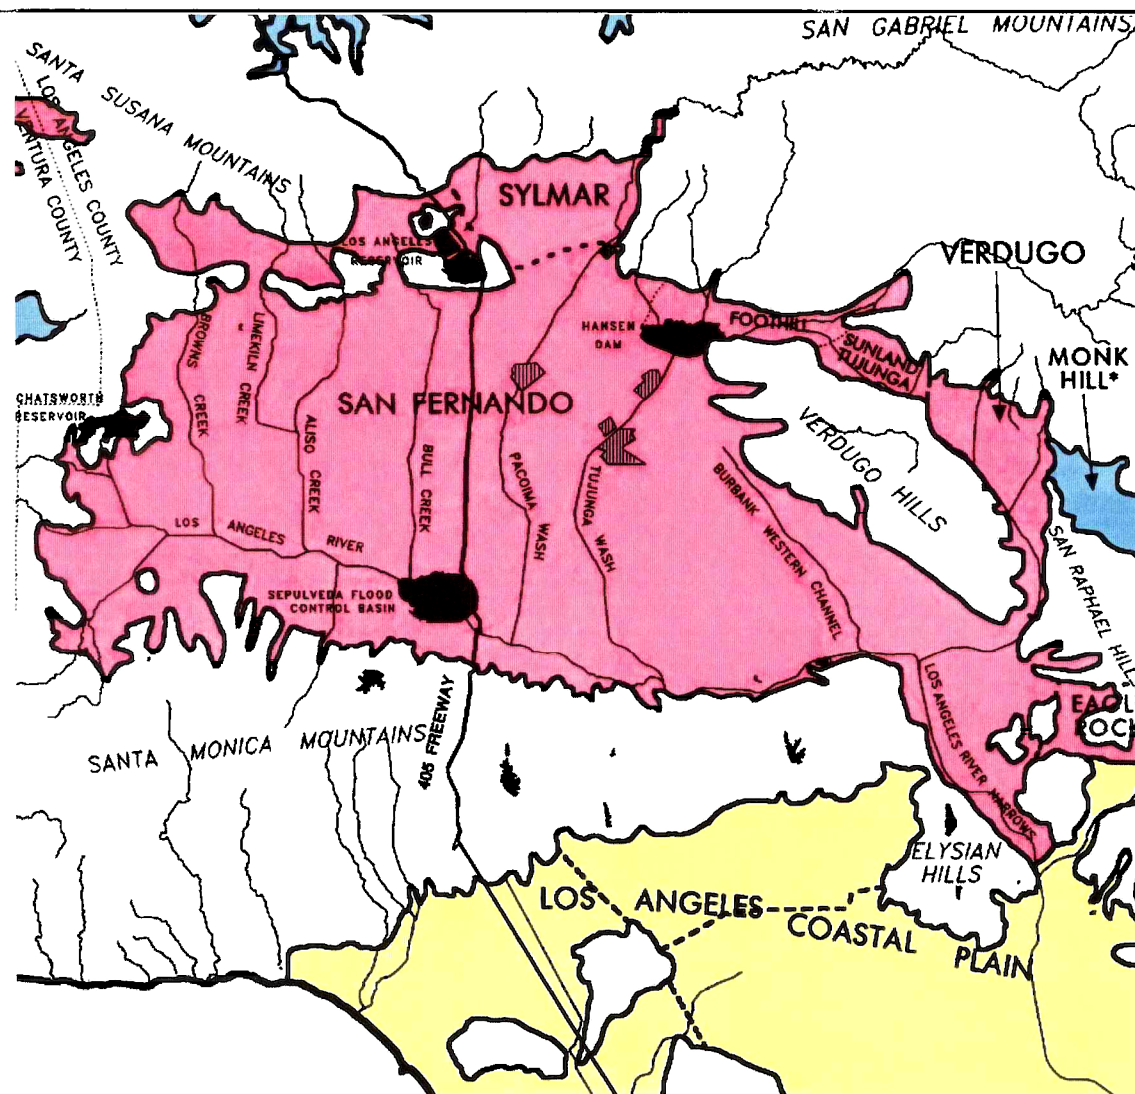 SAN GABRIEL MOUNTAINS
SANTA SUSANA MOUNTAINS
LOS ANGELES COUNTY
VENTURA COUNTY
SYLMAR
LOS ANGELES
RESERVOIR
VERDUGO
HANSEN
DAM
FOOTHILL
SUNLAND
TUJUNGA
MONK
HILL*
CHATSWORTH
RESERVOIR
BROWNS CREEK
LIMEKILN CREEK
SAN FERNANDO
VERDUGO HILLS
ALISO CREEK
BULL CREEK
PACOIMA WASH
TUJUNGA WASH
BURBANK WESTERN CHANNEL
LOS ANGELES RIVER
SAN RAPHAEL HILLS
SEPULVEDA FLOOD
CONTROL BASIN
LOS ANGELES RIVER NARROWS
EAGL
ROCK
SANTA MONICA MOUNTAINS
405 FREEWAY
ELYSIAN
HILLS
LOS ANGELES COASTAL PLAIN